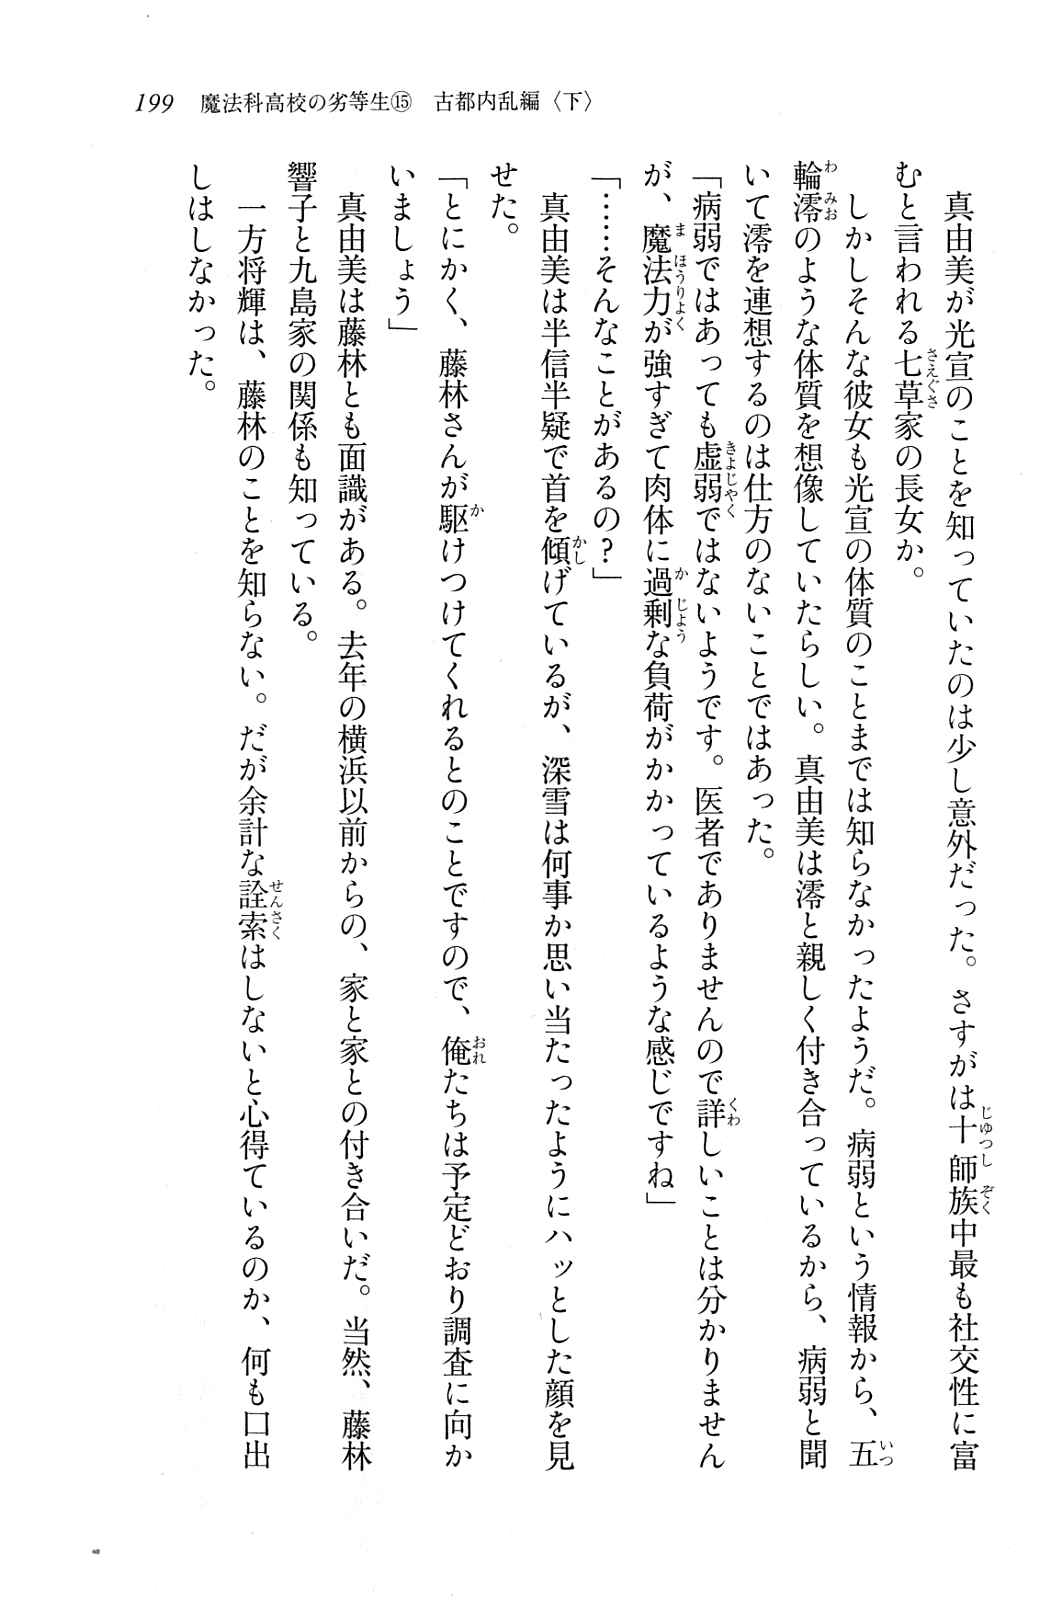 199 魔法科高校の劣等生⑮ 古都内乱編〈下〉
真由美が光宣のことを知っていたのは少し意外だった。さすがは十師族中最も社交性に富
むと言われる七草家の長女か。
しかしそんな彼女も光宣の体質のことまでは知らなかったようだ。病弱という情報から、五
輪澪のような体質を想像していたらしい。真由美は澪と親しく付き合っているから、病弱と聞
いて澪を連想するのは仕方のないことではあった。
「病弱ではあっても虚弱ではないようです。医者でありませんので詳しいことは分かりません
が、魔法力が強すぎて肉体に過剰な負荷がかかっているような感じですね」
「……そんなことがあるの？」
真由美は半信半疑で首を傾げているが、深雪は何事か思い当たったようにハッとした顔を見
せた。
「とにかく、藤林さんが駆けつけてくれるとのことですので、俺たちは予定どおり調査に向か
いましょう」
真由美は藤林とも面識がある。去年の横浜以前からの、家と家との付き合いだ。当然、藤林
響子と九島家の関係も知っている。
一方将輝は、藤林のことを知らない。だが余計な詮索はしないと心得ているのか、何も口出
しはしなかった。